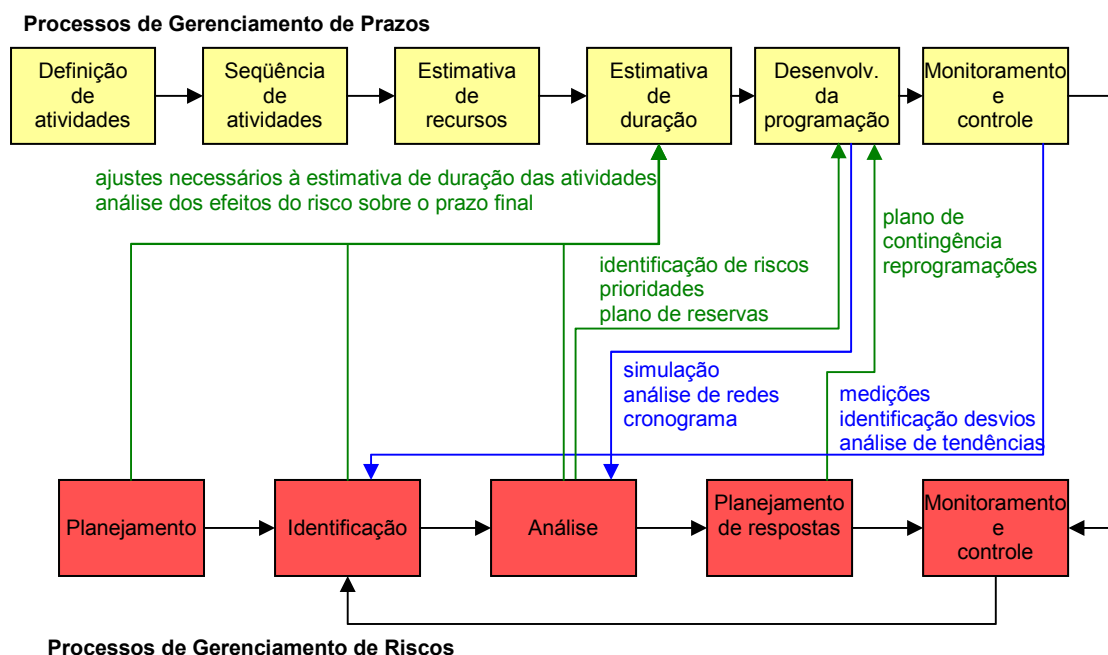 Processos de Gerenciamento de Prazos
Definição
de
atividades
Seqüência
de
atividades
Estimativa
de
recursos
Estimativa
de
duração
Desenvolv.
da
programação
Monitoramento
e
controle
ajustes necessários à estimativa de duração das atividades
análise dos efeitos do risco sobre o prazo final
identificação de riscos
prioridades
plano de reservas
plano de
contingência
reprogramações
simulação
análise de redes
cronograma
medições
identificação desvios
análise de tendências
Planejamento
Identificação
Análise
Planejamento
de respostas
Monitoramento
e
controle
Processos de Gerenciamento de Riscos